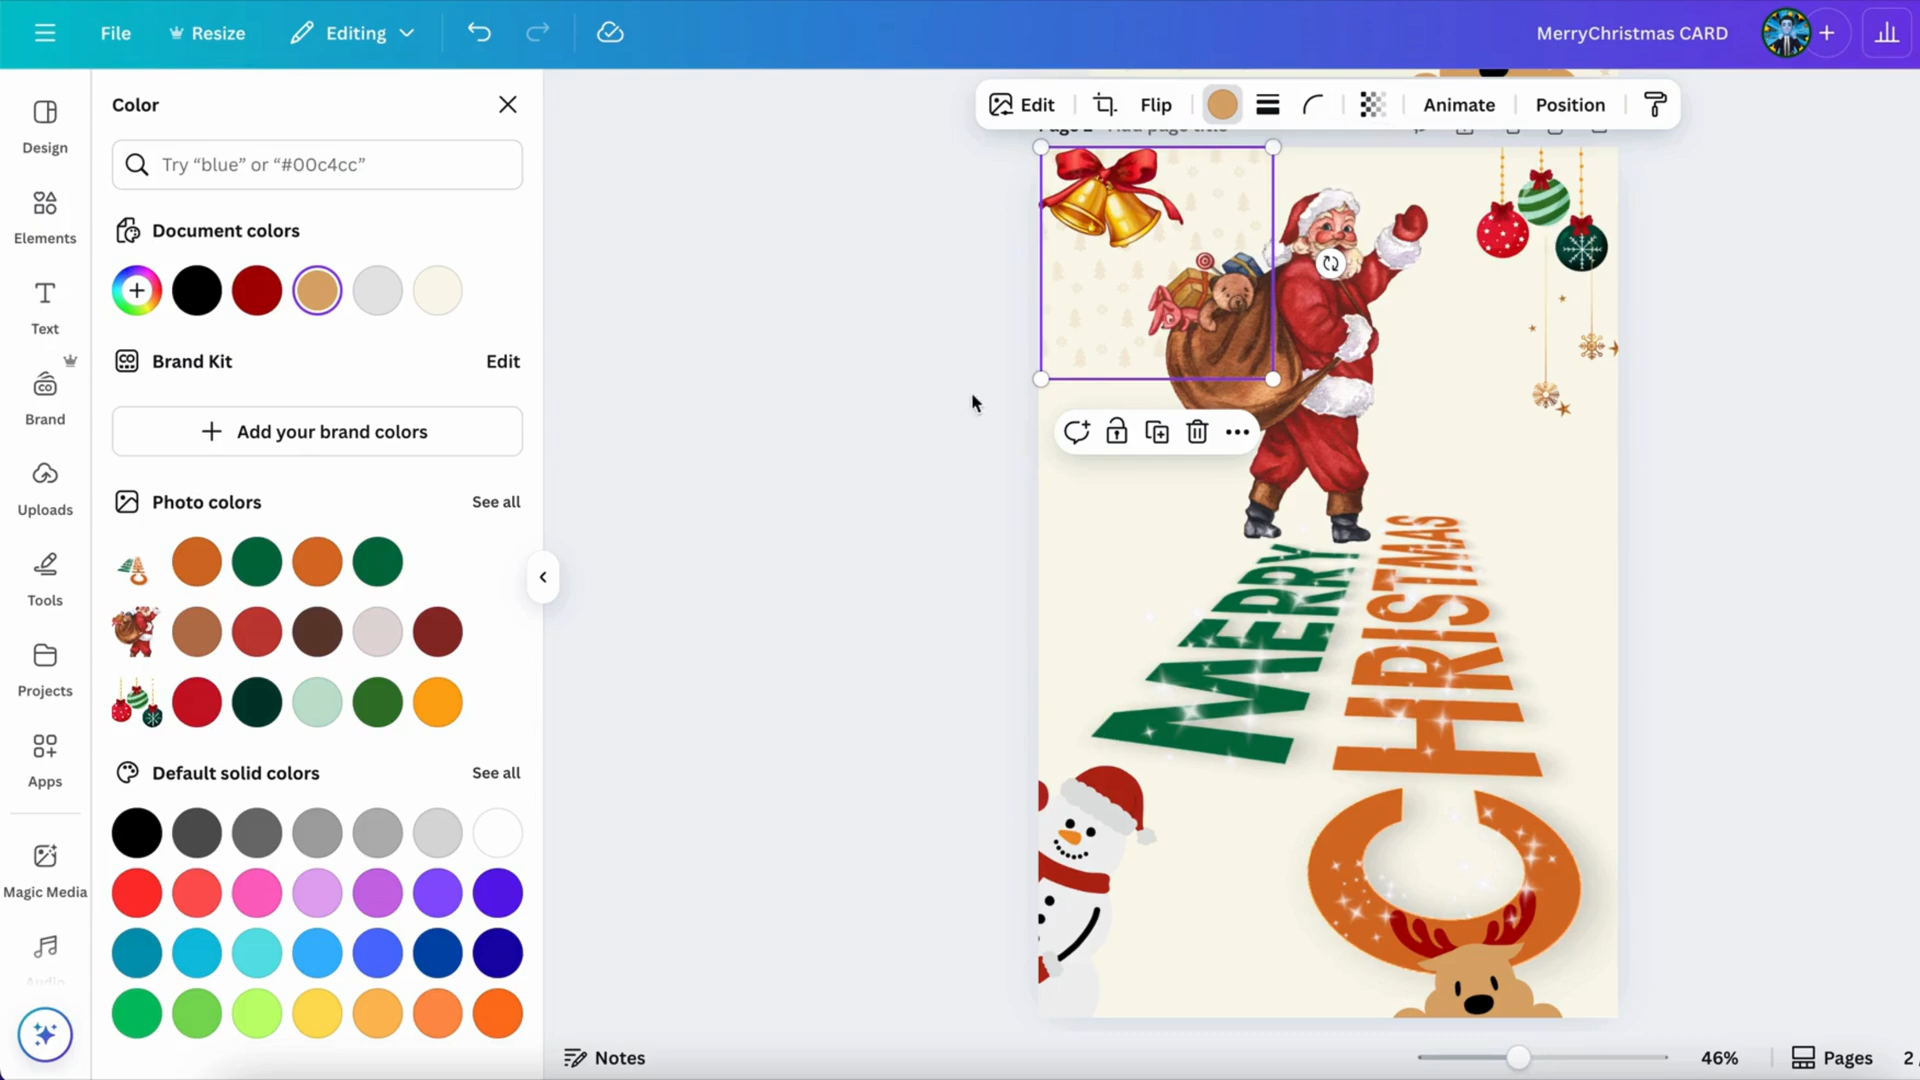 File
Resize
Editing
MerryChristmas CARD
Design
Elements
Text
Brand
Uploads
Tools
Projects
Apps
Magic Media
Audio
Color
Try “blue” or “#00c4cc”
Document colors
Brand Kit
Edit
Add your brand colors
Photo colors
See all
Default solid colors
See all
Edit
Flip
Animate
Position
MERRY
CHRISTMAS
Notes
46%
Pages
2